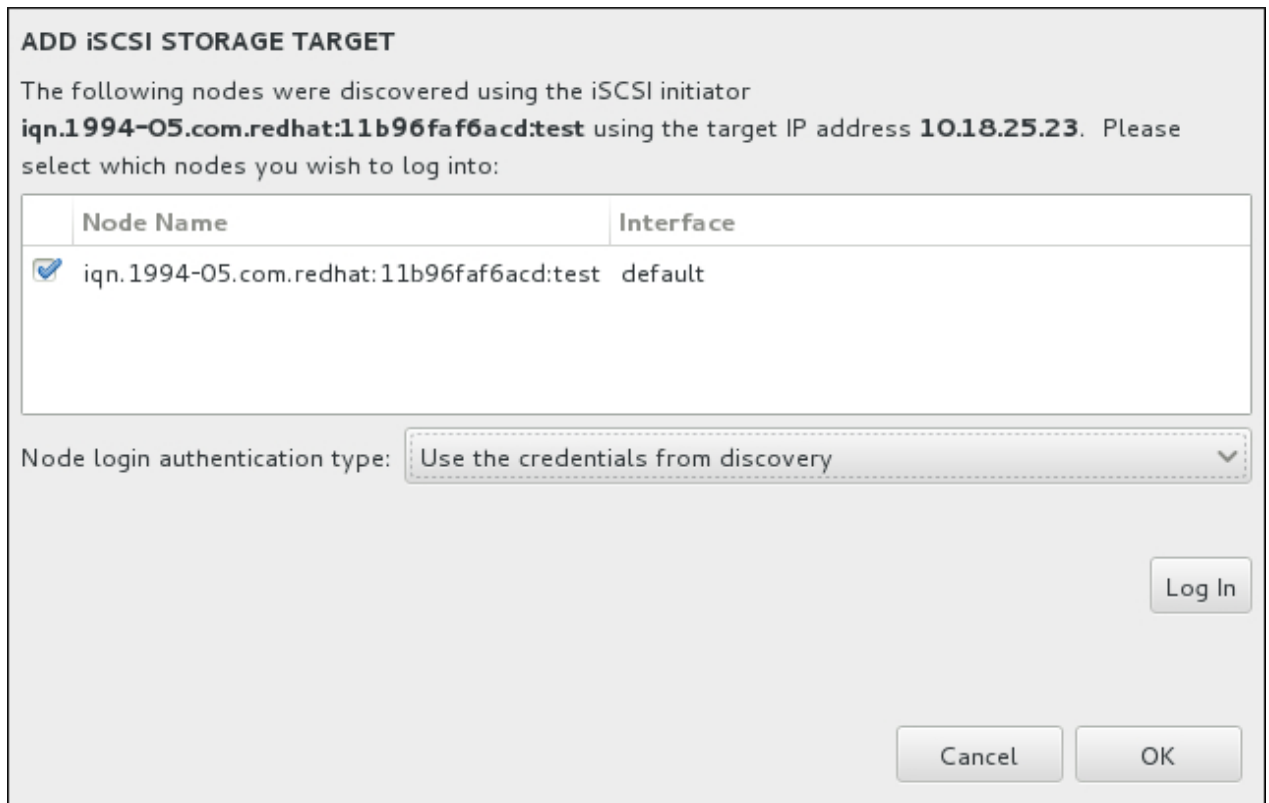 ADD iSCSI STORAGE TARGET
The following nodes were discovered using the iSCSI initiator
iqn.1994-05.com.redhat:11b96faf6acd:test using the target IP address 10.18.25.23.  Please
select which nodes you wish to log into:
Node Name Interface
iqn.1994-05.com.redhat:11b96faf6acd:test default
Node login authentication type: Use the credentials from discovery
Log In
Cancel OK